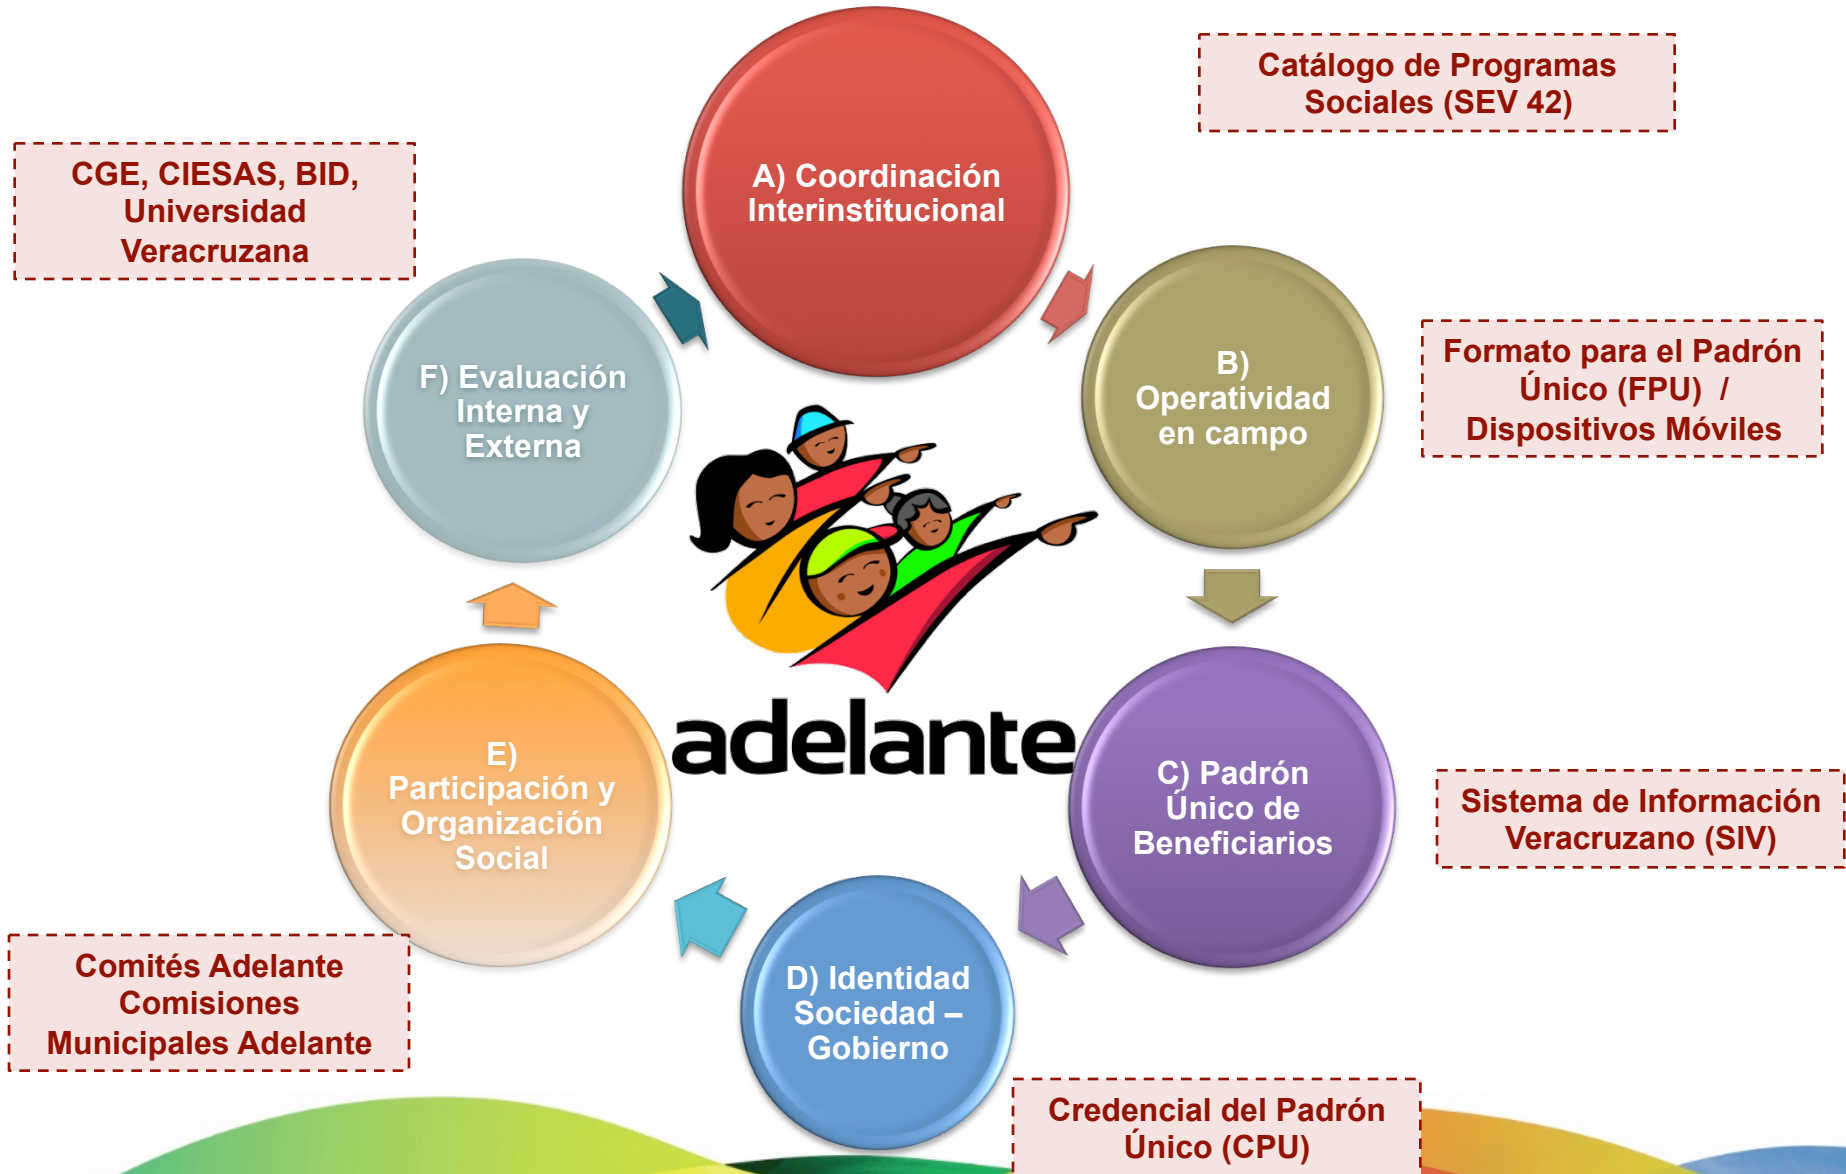 A) Coordinación
Interinstitucional
Catálogo de Programas
Sociales (SEV 42)
B)
Operatividad
en campo
Formato para el Padrón
Único (FPU)  /
Dispositivos Móviles
C) Padrón
Único de
Beneficiarios
Sistema de Información
Veracruzano (SIV)
D) Identidad
Sociedad –
Gobierno
Credencial del Padrón
Único (CPU)
E)
Participación y
Organización
Social
Comités Adelante
Comisiones
Municipales Adelante
F) Evaluación
Interna y
Externa
CGE, CIESAS, BID,
Universidad
Veracruzana
adelante